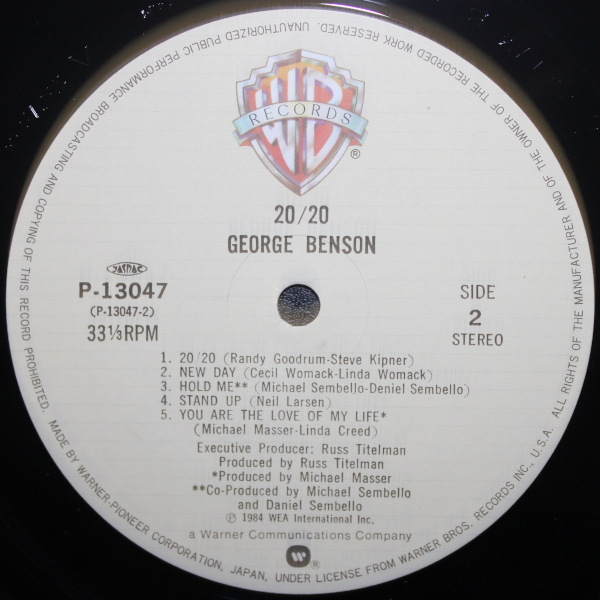 WB
RECORDS
®
20/20
GEORGE BENSON
JASRAC
P-13047
(P-13047-2)
33⅓RPM
SIDE
2
STEREO
1. 20/20 (Randy Goodrum-Steve Kipner)
2. NEW DAY (Cecil Womack-Linda Womack)
3. HOLD ME** (Michael Sembello-Deniel Sembello)
4. STAND UP (Neil Larsen)
5. YOU ARE THE LOVE OF MY LIFE*
(Michael Masser-Linda Creed)
Executive Producer: Russ Titelman
Produced by Russ Titelman
*Produced by Michael Masser
**Co-Produced by Michael Sembello
and Daniel Sembello
℗ 1984 WEA International Inc.
a Warner Communications Company
ALL RIGHTS OF THE MANUFACTURER AND OF THE OWNER OF THE RECORDED WORK RESERVED. UNAUTHORIZED PUBLIC PERFORMANCE BROADCASTING AND COPYING OF THIS RECORD PROHIBITED. MADE BY WARNER-PIONEER CORPORATION, JAPAN, UNDER LICENSE FROM WARNER BROS. RECORDS INC., U.S.A.